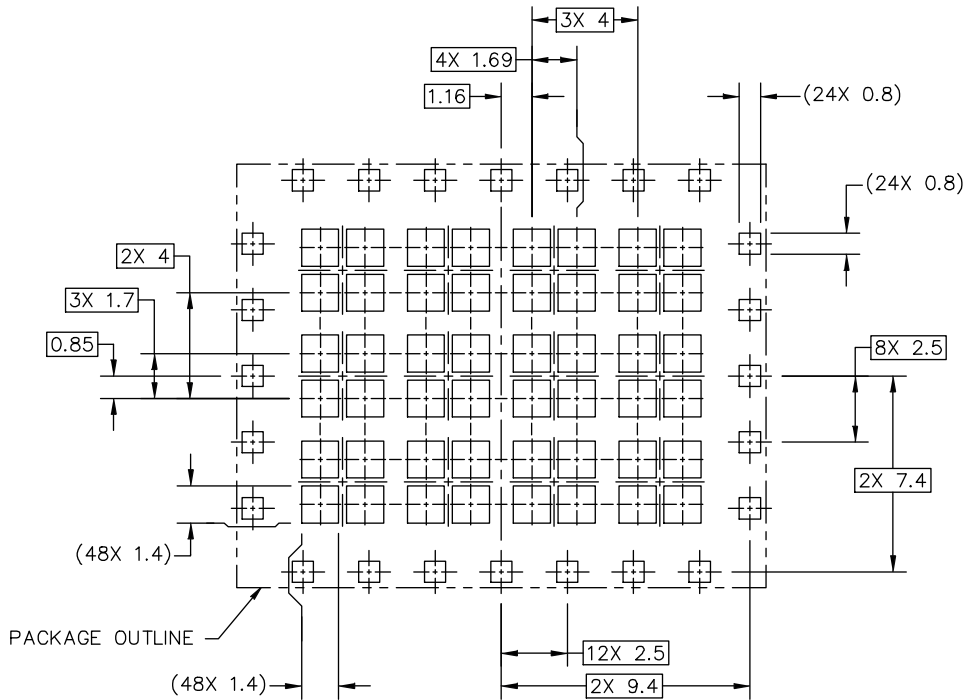 3X 4
4X 1.69
1.16
(24X 0.8)
(24X 0.8)
2X 4
3X 1.7
0.85
8X 2.5
2X 7.4
(48X 1.4)
PACKAGE OUTLINE
12X 2.5
(48X 1.4)
2X 9.4